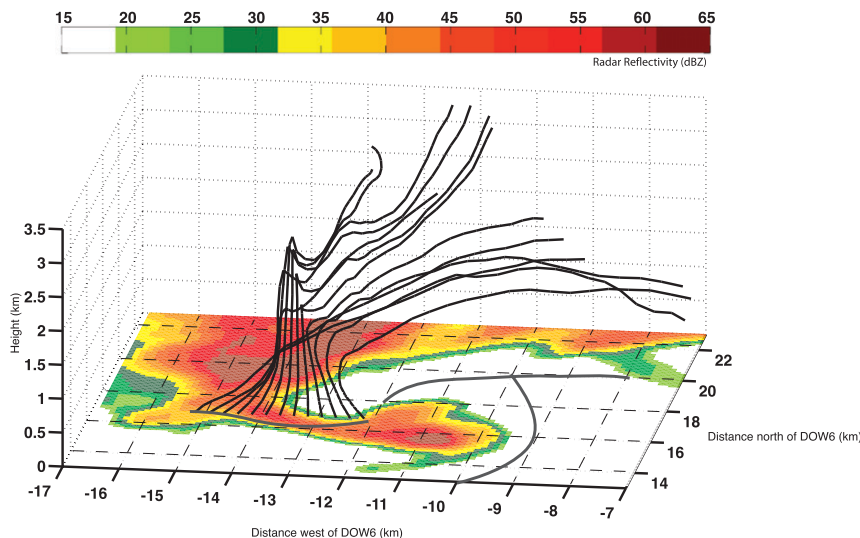 15 20 25 30 35 40 45 50 55 60 65
Radar Reflectivity (dBZ)
3.5
3
2.5
2
1.5
1
0.5
0
Height (km)
-17 -16 -15 -14 -13 -12 -11 -10 -9 -8 -7
Distance west of DOW6 (km)
14
16
18
20
22
Distance north of DOW6 (km)